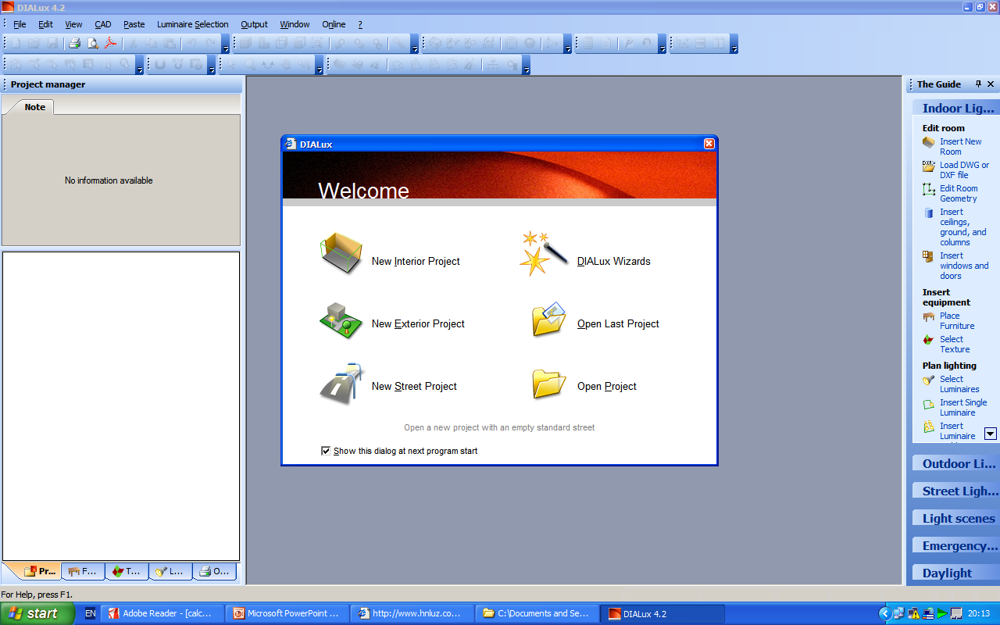 DIALux 4.2
File Edit View CAD Paste Luminaire Selection Output Window Online ?
Project manager
Note
No information available
Pr...
F...
T...
L...
O...
DIALux
Welcome
New Interior Project
DIALux Wizards
New Exterior Project
Open Last Project
New Street Project
Open Project
Open a new project with an empty standard street
Show this dialog at next program start
The Guide
Indoor Lig...
Edit room
Insert New
Room
DXF
Load DWG or
DXF file
Edit Room
Geometry
Insert
ceilings,
ground, and
columns
Insert
windows and
doors
Insert
equipment
Place
Furniture
Select
Texture
Plan lighting
Select
Luminaires
Insert Single
Luminaire
Insert
Luminaire
Outdoor Li...
Street Ligh...
Light scenes
Emergency...
Daylight
For Help, press F1.
start
EN
Adobe Reader - [calc...
Microsoft PowerPoint ...
http://www.hnluz.co...
C:\Documents and Se...
DIALux 4.2
20:13